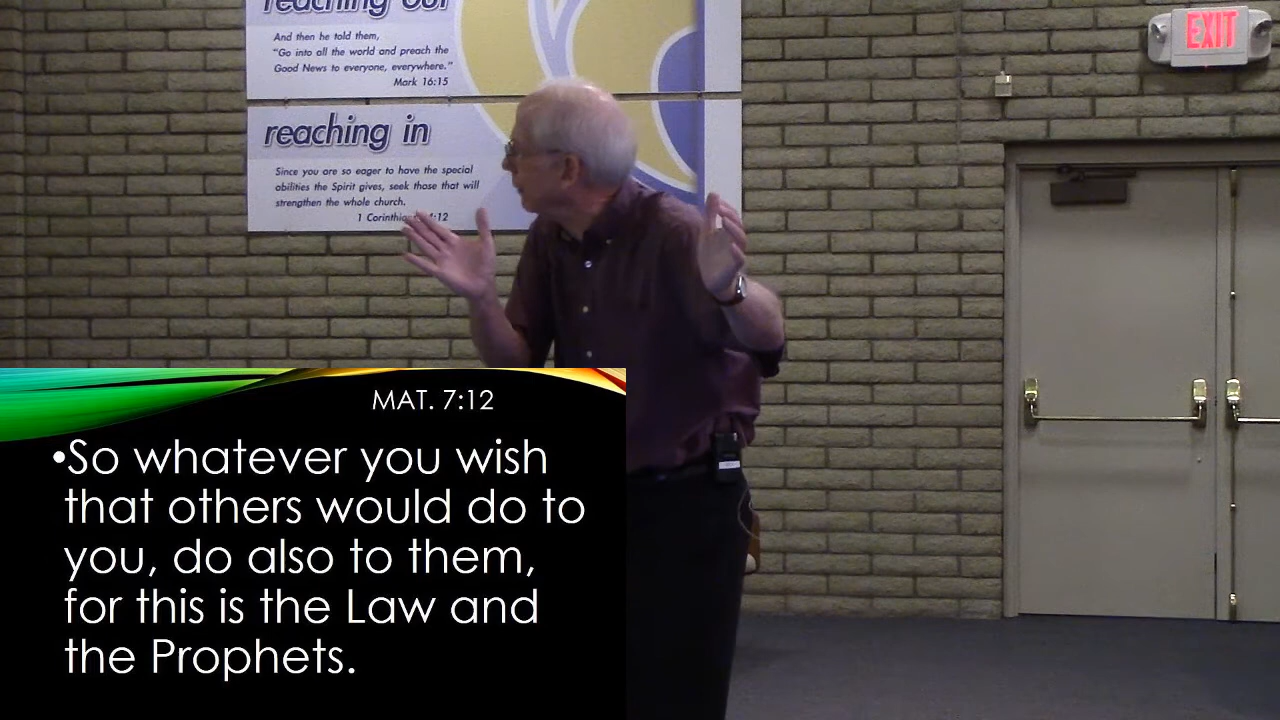 reaching out
And then he told them,
"Go into all the world and preach the
Good News to everyone, everywhere."
Mark 16:15
reaching in
Since you are so eager to have the special
abilities the Spirit gives, seek those that will
strengthen the whole church.
1 :12
EXIT
MAT. 7:12
•So whatever you wish
that others would do to
you, do also to them,
for this is the Law and
the Prophets.